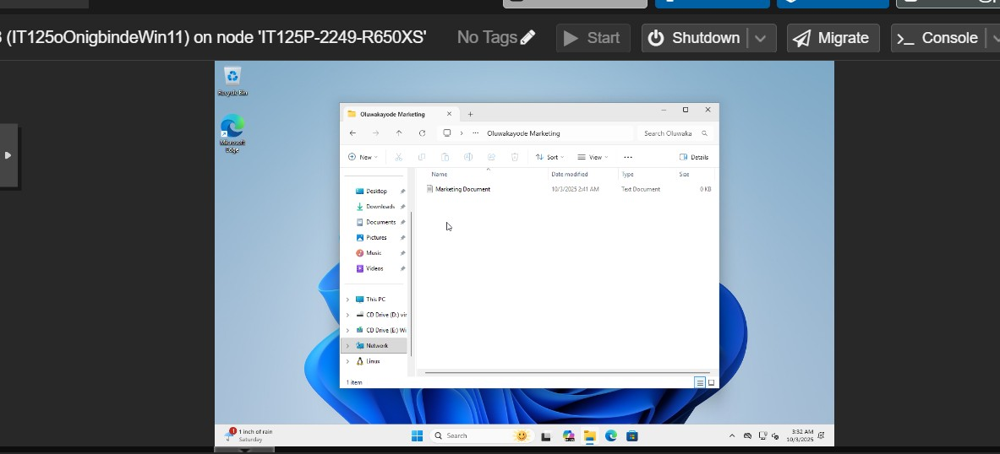 3 (IT125oOnigbindeWin11) on node 'IT125P-2249-R650XS' No Tags Start Shutdown Migrate Console
Recycle Bin
Microsoft
Edge
Oluwakayode Marketing
Oluwakayode Marketing Search Oluwaka
New Sort View Details
Name Date modified Type Size
Marketing Document 10/3/2025 2:41 AM Text Document 0 KB
Desktop
Downloads
Documents
Pictures
Music
Videos
This PC
CD Drive (D:) vir
CD Drive (E:) Wi
Network
Linux
1 item
1
1 inch of rain
Saturday
Search
3:32 AM
10/3/2025